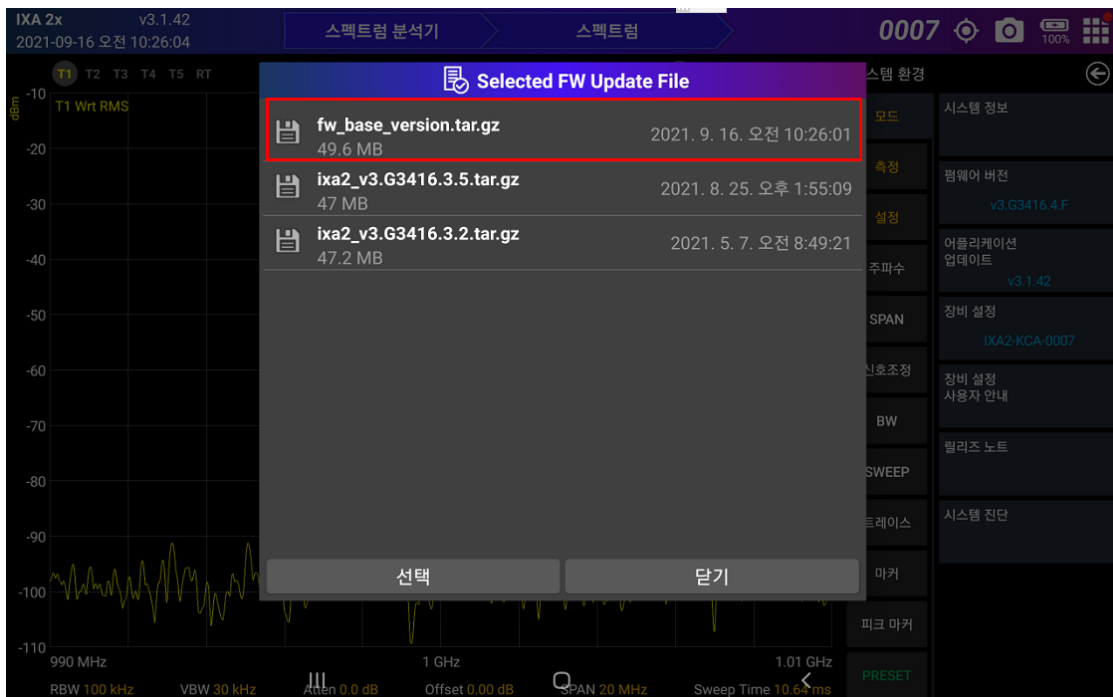 IXA 2x v3.1.42
2021-09-16 오전 10:26:04
스펙트럼 분석기
스펙트럼
0007
100%
T1 T2 T3 T4 T5 RT
스템 환경
dBm
T1 Wrt RMS
-10
-20
-30
-40
-50
-60
-70
-80
-90
-100
-110
Selected FW Update File
fw_base_version.tar.gz
49.6 MB
2021. 9. 16. 오전 10:26:01
ixa2_v3.G3416.3.5.tar.gz
47 MB
2021. 8. 25. 오후 1:55:09
ixa2_v3.G3416.3.2.tar.gz
47.2 MB
2021. 5. 7. 오전 8:49:21
선택
닫기
모드
측정
설정
주파수
SPAN
신호조정
BW
SWEEP
트레이스
마커
피크 마커
PRESET
시스템 정보
펌웨어 버전
v3.G3416.4.F
어플리케이션
업데이트
v3.1.42
장비 설정
IXA2-KCA-0007
장비 설정
사용자 안내
릴리즈 노트
시스템 진단
990 MHz
1 GHz
1.01 GHz
RBW 100 kHz
VBW 30 kHz
Atten 0.0 dB
Offset 0.00 dB
SPAN 20 MHz
Sweep Time 10.64 ms